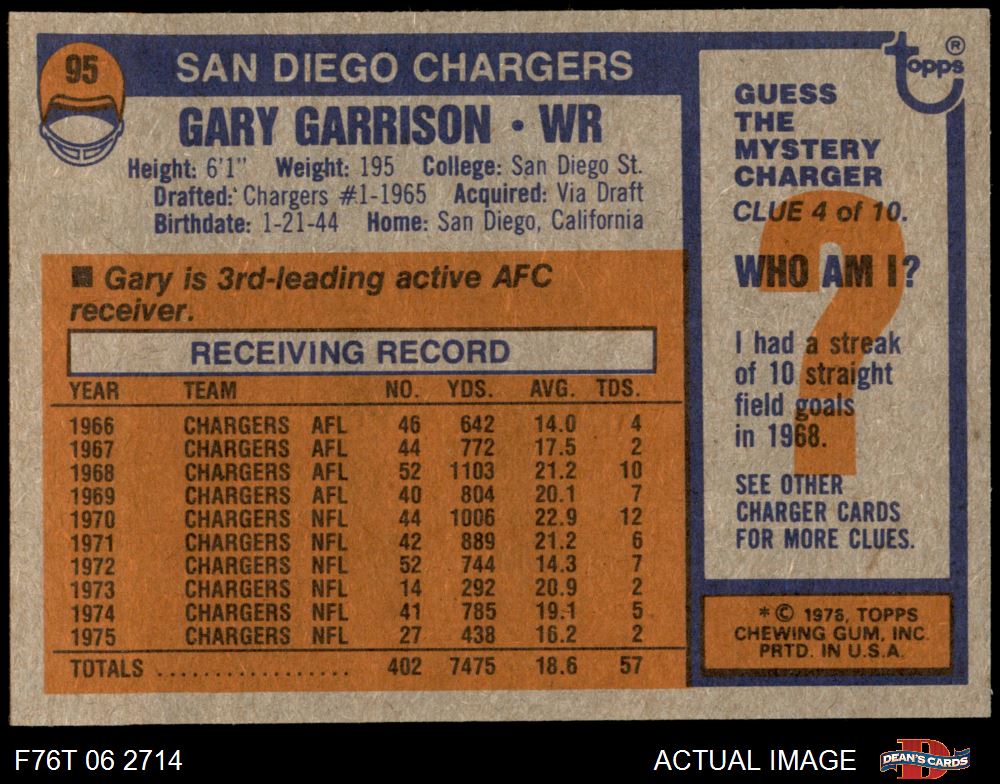 95
SAN DIEGO CHARGERS
GARY GARRISON • WR
Height: 6'1" Weight: 195 College: San Diego St.
Drafted: Chargers #1-1965 Acquired: Via Draft
Birthdate: 1-21-44 Home: San Diego, California
■ Gary is 3rd-leading active AFC
receiver.
RECEIVING RECORD
YEAR TEAM NO. YDS. AVG. TDS.
1966 CHARGERS AFL 46 642 14.0 4
1967 CHARGERS AFL 44 772 17.5 2
1968 CHARGERS AFL 52 1103 21.2 10
1969 CHARGERS AFL 40 804 20.1 7
1970 CHARGERS NFL 44 1006 22.9 12
1971 CHARGERS NFL 42 889 21.2 6
1972 CHARGERS NFL 52 744 14.3 7
1973 CHARGERS NFL 14 292 20.9 2
1974 CHARGERS NFL 41 785 19.1 5
1975 CHARGERS NFL 27 438 16.2 2
TOTALS ................. 402 7475 18.6 57
topps ®
GUESS
THE
MYSTERY
CHARGER
CLUE 4 of 10.
?
WHO AM I?
I had a streak
of 10 straight
field goals
in 1968.
SEE OTHER
CHARGER CARDS
FOR MORE CLUES.
* © 1976, TOPPS
CHEWING GUM, INC.
PRTD. IN U.S.A.
F76T 06 2714
ACTUAL IMAGE
D
DEAN'S CARDS